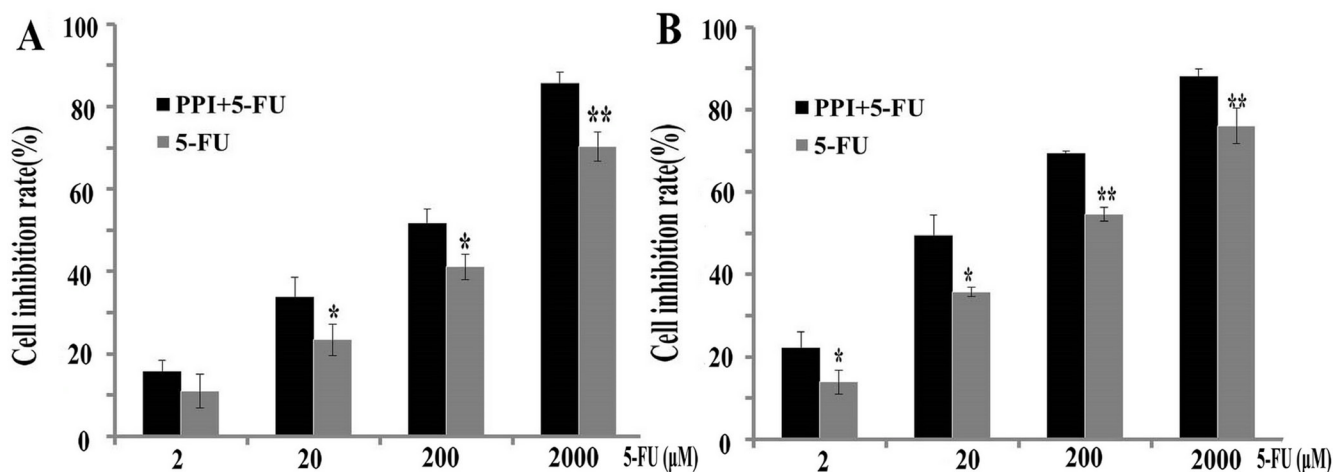 A
Cell inhibition rate(%)
100
80
60
40
20
0
PPI+5-FU
5-FU
*
*
**
2 20 200 2000 5-FU (μM)
B
Cell inhibition rate(%)
100
80
60
40
20
0
PPI+5-FU
5-FU
*
*
**
**
2 20 200 2000 5-FU (μM)